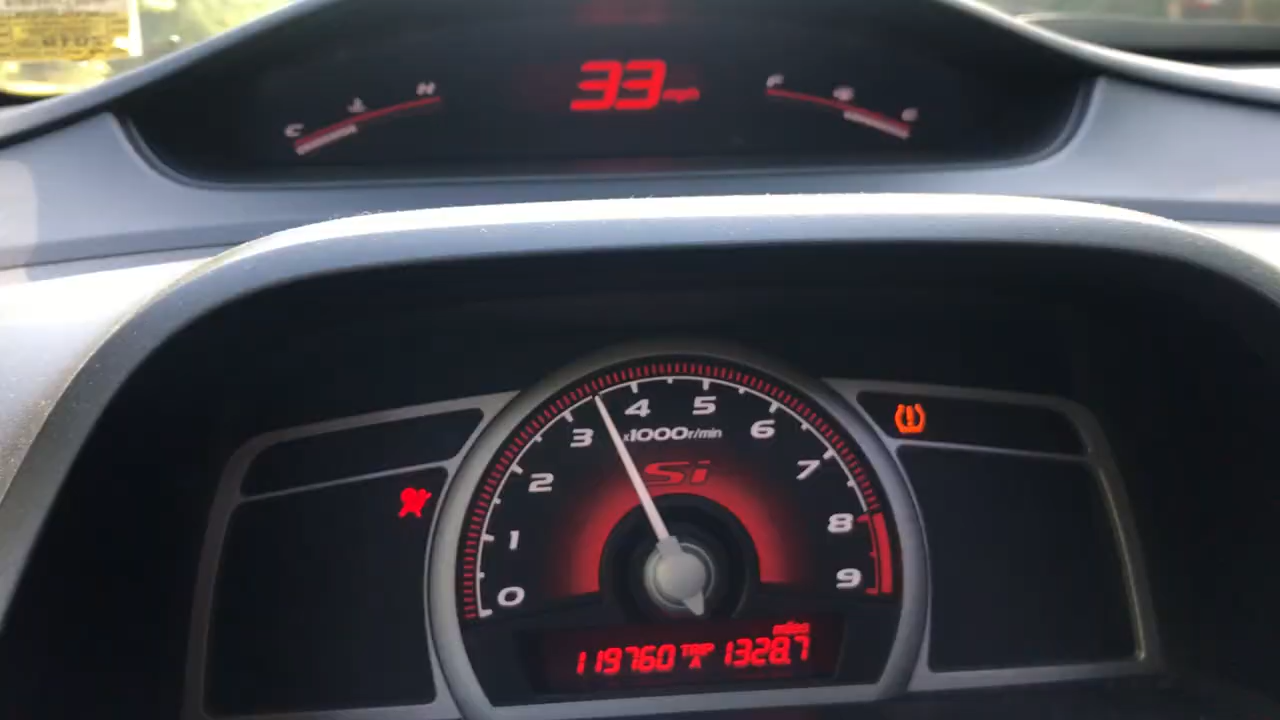 33 mph
C H F E
4 5
3 x1000r/min 6
Si
2 7
1 8
0 9
miles
119760 TRIP A 1328.7